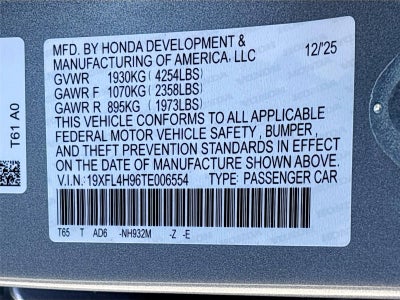 MFD. BY HONDA DEVELOPMENT &
MANUFACTURING OF AMERICA, LLC 12/'25
GVWR 1930KG ( 4254LBS)
GAWR F 1070KG ( 2358LBS)
GAWR R 895KG ( 1973LBS)
THIS VEHICLE CONFORMS TO ALL APPLICABLE
FEDERAL MOTOR VEHICLE SAFETY , BUMPER,
AND THEFT PREVENTION STANDARDS IN EFFECT
ON THE DATE OF MANUFACTURE SHOWN ABOVE.
V.I.N:19XFL4H96TE006554 TYPE: PASSENGER CAR
T65 T AD6 -NH932M -Z -E
T61 A0